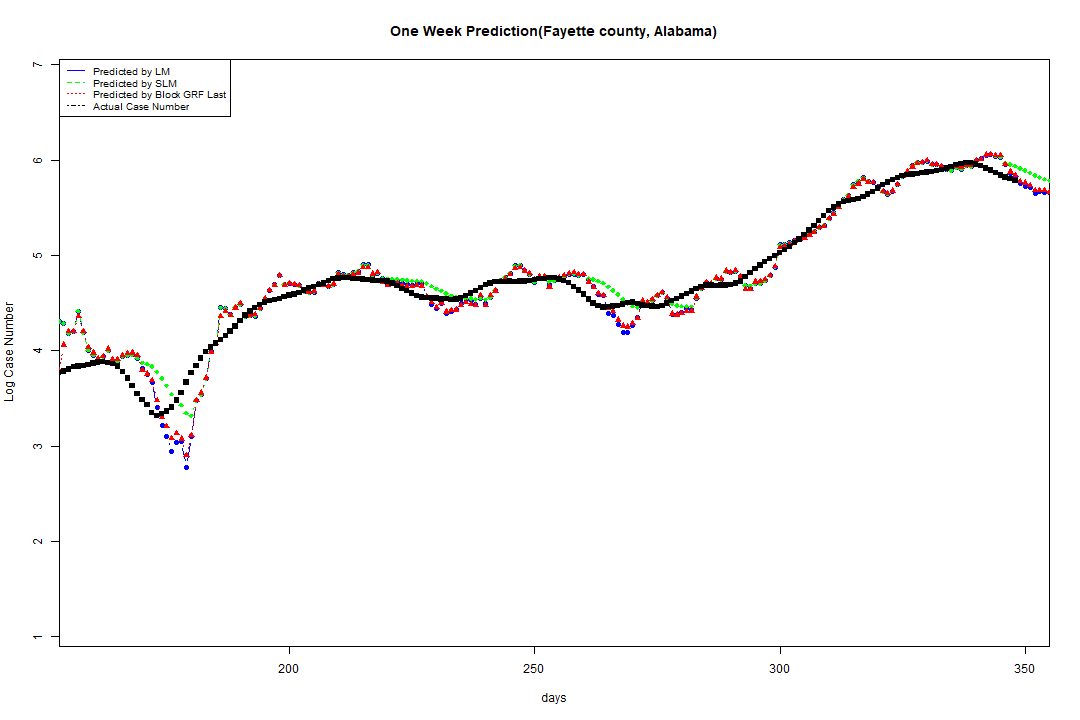 One Week Prediction(Fayette county, Alabama)
Predicted by LM
Predicted by SLM
Predicted by Block GRF Last
Actual Case Number
7
6
5
4
3
2
1
Log Case Number
200 250 300 350
days